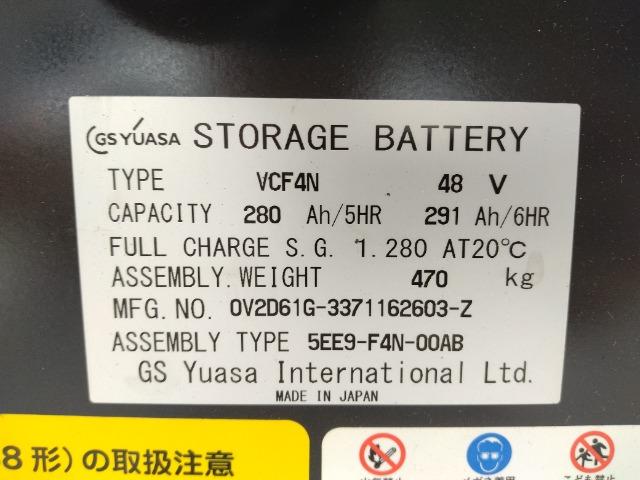 GS YUASA STORAGE BATTERY
TYPE VCF4N 48 V
CAPACITY 280 Ah/5HR 291 Ah/6HR
FULL CHARGE S.G. 1.280 AT20℃
ASSEMBLY.WEIGHT 470 kg
MFG.NO. 0V2D61G-3371162603-Z
ASSEMBLY TYPE 5EE9-F4N-00AB
GS Yuasa International Ltd.
MADE IN JAPAN
8形)の取扱注意